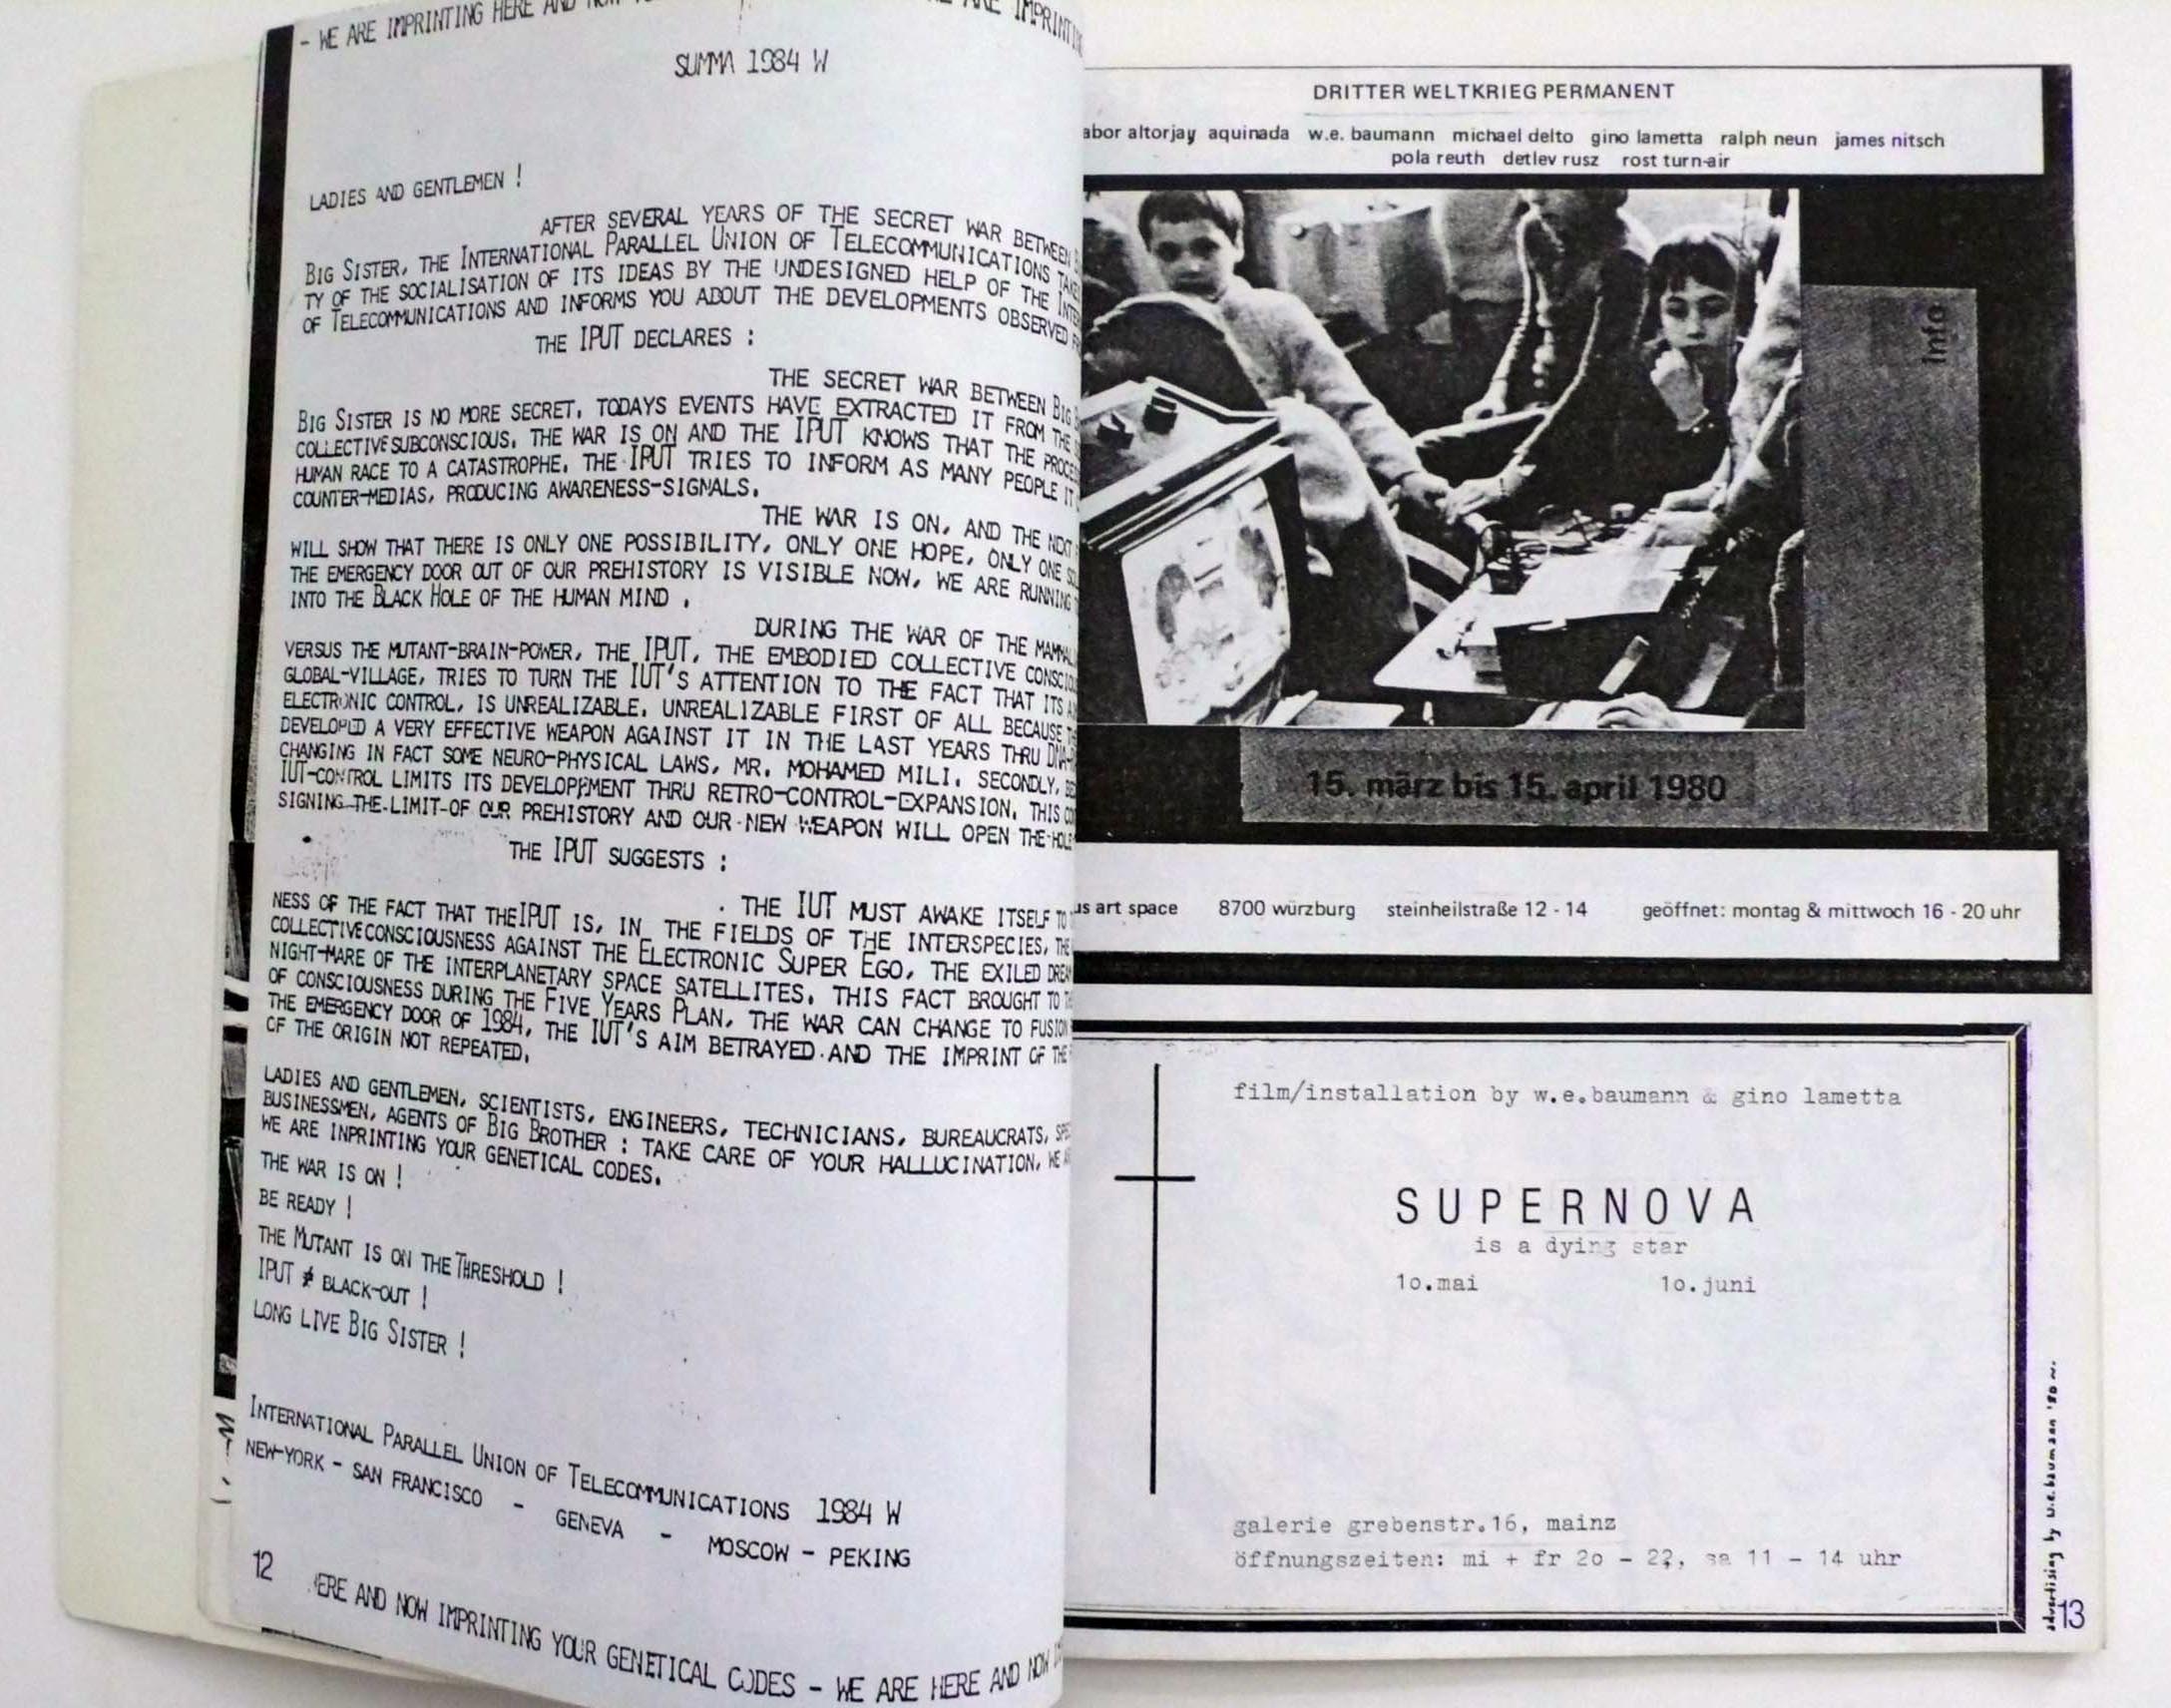 - WE ARE IMPRINTING HERE AND NOW
SUMMA 1984 W
LADIES AND GENTLEMEN !
AFTER SEVERAL YEARS OF THE SECRET WAR BETWEEN
BIG SISTER, THE INTERNATIONAL PARALLEL UNION OF TELECOMMUNICATIONS
TY OF THE SOCIALISATION OF ITS IDEAS BY THE UNDESIGNED HELP OF THE
OF TELECOMMUNICATIONS AND INFORMS YOU ABOUT THE DEVELOPMENTS OBSERVED
THE IPUT DECLARES :
THE SECRET WAR BETWEEN BIG
BIG SISTER IS NO MORE SECRET. TODAYS EVENTS HAVE EXTRACTED IT FROM THE
COLLECTIVE SUBCONSCIOUS. THE WAR IS ON AND THE IPUT KNOWS THAT THE
HUMAN RACE TO A CATASTROPHE. THE IPUT TRIES TO INFORM AS MANY PEOPLE IT
COUNTER-MEDIAS, PRODUCING AWARENESS-SIGNALS.
THE WAR IS ON, AND THE NEXT
WILL SHOW THAT THERE IS ONLY ONE POSSIBILITY, ONLY ONE HOPE, ONLY ONE
THE EMERGENCY DOOR OUT OF OUR PREHISTORY IS VISIBLE NOW, WE ARE RUNNING
INTO THE BLACK HOLE OF THE HUMAN MIND .
DURING THE WAR OF THE
VERSUS THE MUTANT-BRAIN-POWER, THE IPUT, THE EMBODIED COLLECTIVE
GLOBAL-VILLAGE, TRIES TO TURN THE IUT'S ATTENTION TO THE FACT THAT ITS
ELECTRONIC CONTROL, IS UNREALIZABLE. UNREALIZABLE FIRST OF ALL BECAUSE
DEVELOPED A VERY EFFECTIVE WEAPON AGAINST IT IN THE LAST YEARS THRU
CHANGING IN FACT SOME NEURO-PHYSICAL LAWS, MR. MOHAMED MILI. SECONDLY,
IUT-CONTROL LIMITS ITS DEVELOPPMENT THRU RETRO-CONTROL-EXPANSION. THIS
SIGNING THE LIMIT OF OUR PREHISTORY AND OUR NEW WEAPON WILL OPEN THE
THE IPUT SUGGESTS :
THE IUT MUST AWAKE ITSELF TO
NESS OF THE FACT THAT THE IPUT IS, IN THE FIELDS OF THE INTERSPECIES,
COLLECTIVE CONSCIOUSNESS AGAINST THE ELECTRONIC SUPER EGO, THE EXILED
NIGHT-MARE OF THE INTERPLANETARY SPACE SATELLITES. THIS FACT BROUGHT TO
OF CONSCIOUSNESS DURING THE FIVE YEARS PLAN, THE WAR CAN CHANGE TO FUSION
THE EMERGENCY DOOR OF 1984, THE IUT'S AIM BETRAYED AND THE IMPRINT OF THE
OF THE ORIGIN NOT REPEATED.
LADIES AND GENTLEMEN, SCIENTISTS, ENGINEERS, TECHNICIANS, BUREAUCRATS,
BUSINESSMEN, AGENTS OF BIG BROTHER : TAKE CARE OF YOUR HALLUCINATION. WE
WE ARE INPRINTING YOUR GENETICAL CODES.
THE WAR IS ON !
BE READY !
THE MUTANT IS ON THE THRESHOLD !
IPUT ≠ BLACK-OUT !
LONG LIVE BIG SISTER !
INTERNATIONAL PARALLEL UNION OF TELECOMMUNICATIONS 1984 W
NEW-YORK - SAN FRANCISCO - GENEVA - MOSCOW - PEKING
12
ERE AND NOW IMPRINTING YOUR GENETICAL CODES - WE ARE HERE AND NOW
DRITTER WELTKRIEG PERMANENT
abor altorjay aquinada w.e. baumann michael delto gino lametta ralph neun james nitsch
pola reuth detlev rusz rost turn-air
info
15. märz bis 15. april 1980
us art space 8700 würzburg steinheilstraße 12 - 14 geöffnet: montag & mittwoch 16 - 20 uhr
film/installation by w.e.baumann & gino lametta
SUPERNOVA
is a dying star
1o.mai 1o.juni
galerie grebenstr.16, mainz
öffnungszeiten: mi + fr 2o - 22, sa 11 - 14 uhr
advertising by w.e.baumann '80
13